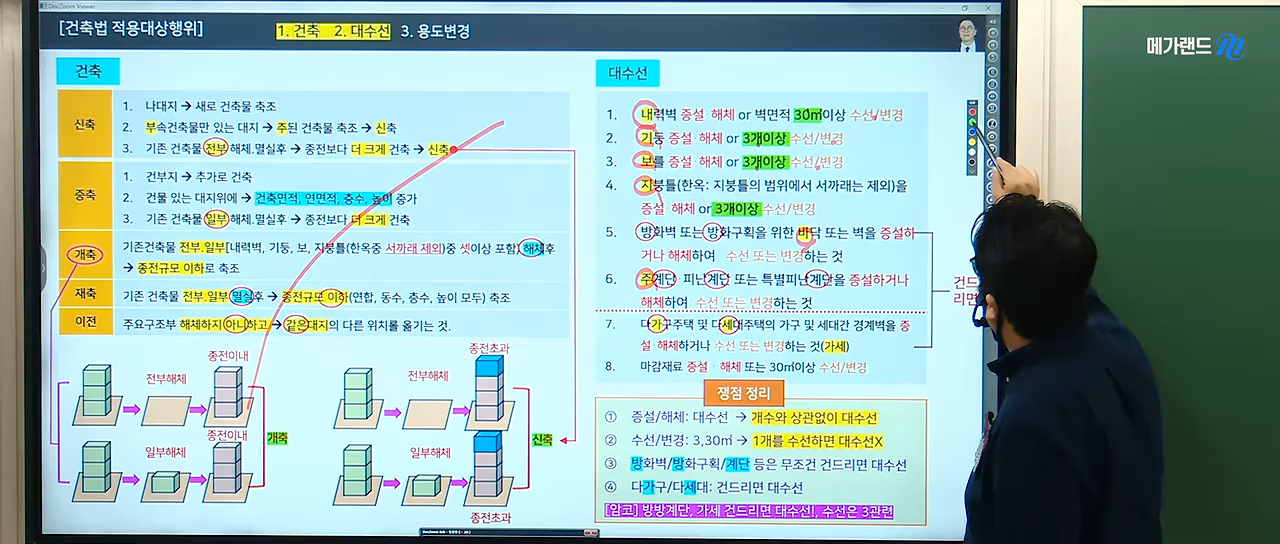 DocZoom Viewer
[건축법 적용대상행위]
1. 건축 2. 대수선 3. 용도변경
메가랜드
건축
신축
1. 나대지 → 새로 건축물 축조
2. 부속건축물만 있는 대지 → 주된 건축물 축조 → 신축
3. 기존 건축물 전부 해체.멸실후 → 종전보다 더 크게 건축 → 신축
증축
1. 건부지 → 추가로 건축
2. 건물 있는 대지위에 → 건축면적, 연면적, 층수, 높이 증가
3. 기존 건축물 일부 해체.멸실후 → 종전보다 더 크게 건축
개축
기존건축물 전부.일부[내력벽, 기둥, 보, 지붕틀(한옥중 서까래 제외)중 셋이상 포함] 해체후
→ 종전규모 이하로 축조
재축
기존 건축물 전부.일부 멸실후 → 종전규모 이하(연합, 동수, 층수, 높이 모두) 축조
이전
주요구조부 해체하지 아니하고 → 같은대지의 다른 위치롤 옮기는 것.
종전이내
전부해체
종전이내
일부해체
개축
종전초과
전부해체
일부해체
종전초과
신축
대수선
1. 내력벽 증설·해체 or 벽면적 30㎡이상 수선/변경
2. 기둥 증설·해체 or 3개이상 수선/변경
3. 보를 증설·해체 or 3개이상 수선/변경
4. 지붕틀(한옥: 지붕틀의 범위에서 서까래는 제외)을
증설·해체 or 3개이상 수선/변경
5. 방화벽 또는 방화구획을 위한 바닥 또는 벽을 증설하
거나 해체하여 수선 또는 변경하는 것
6. 주계단·피난계단 또는 특별피난계단을 증설하거나
해체하여 수선 또는 변경하는 것
7. 다가구주택 및 다세대주택의 가구 및 세대간 경계벽을 증
설·해체하거나 수선 또는 변경하는 것(가세)
8. 마감재료 증설·해체 또는 30㎡이상 수선/변경
건드
리면
쟁점 정리
① 증설/해체: 대수선 → 개수와 상관없이 대수선
② 수선/변경: 3,30㎡ → 1개를 수선하면 대수선X
③ 방화벽/방화구획/계단 등은 무조건 건드리면 대수선
④ 다가구/다세대: 건드리면 대수선
[암코] 방방계단, 가세 건드리면 대수선!, 수선은 3관련